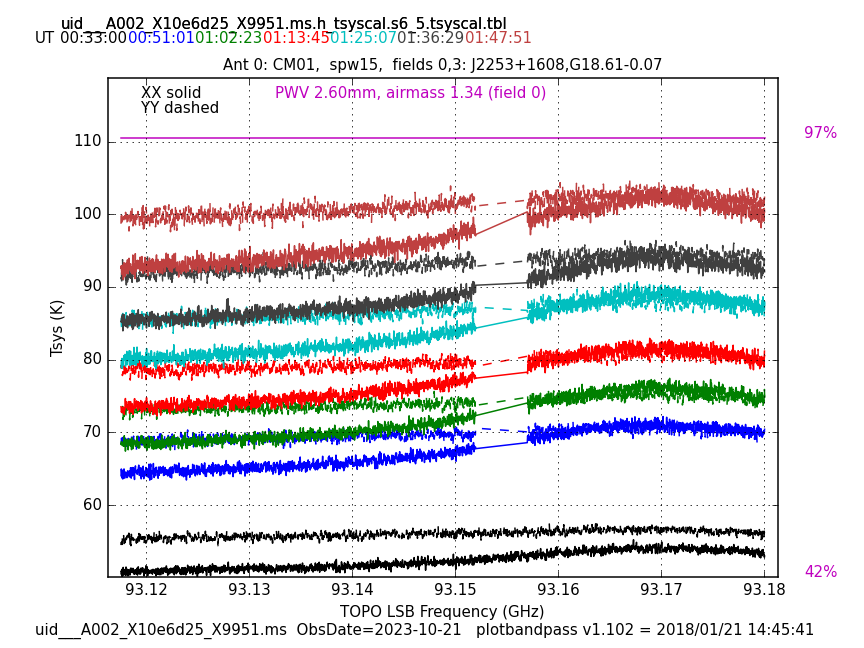 uid___A002_X10e6d25_X9951.ms.h_tsyscal.s6_5.tsyscal.tbl
UT 00:33:00 00:51:01 01:02:23 01:13:45 01:25:07 01:36:29 01:47:51
Ant 0: CM01,  spw15,  fields 0,3: J2253+1608,G18.61-0.07
XX solid
YY dashed
PWV 2.60mm, airmass 1.34 (field 0)
97%
110
100
90
80
70
60
Tsys (K)
42%
93.12 93.13 93.14 93.15 93.16 93.17 93.18
TOPO LSB Frequency (GHz)
uid___A002_X10e6d25_X9951.ms  ObsDate=2023-10-21   plotbandpass v1.102 = 2018/01/21 14:45:41